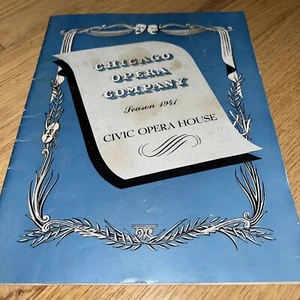 CHICAGO
OPERA
COMPANY
Season 1941
CIVIC OPERA HOUSE